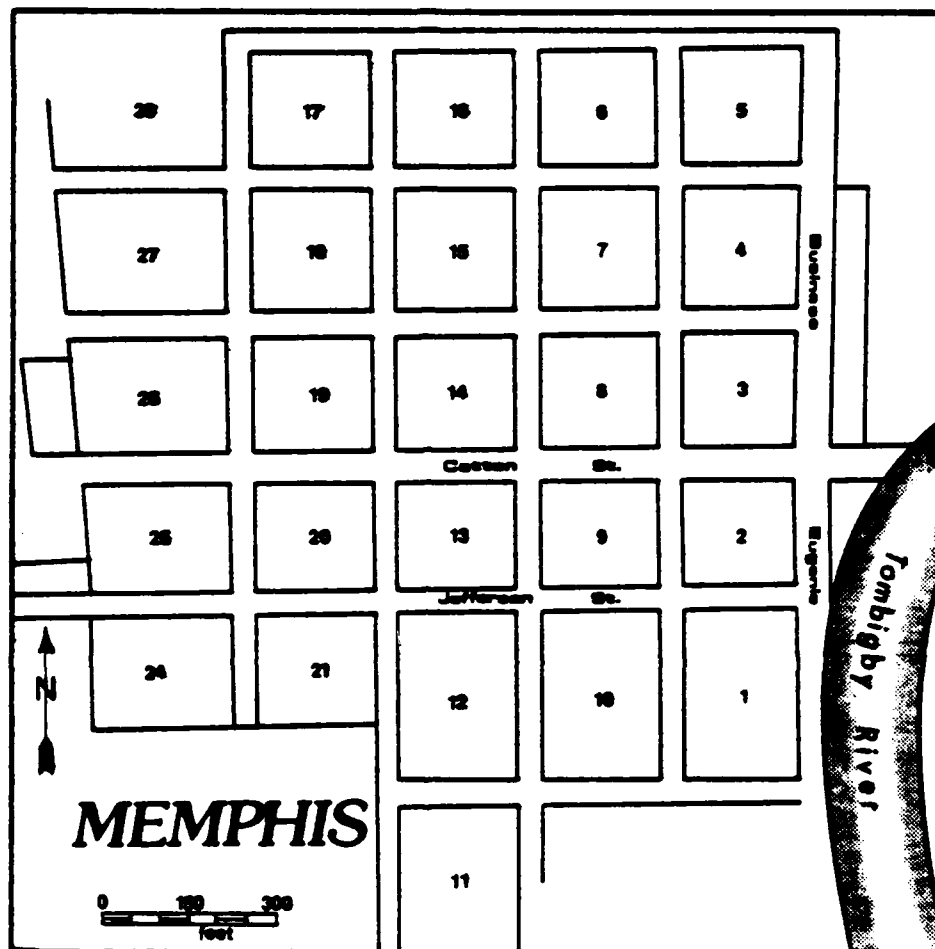 28 17 16 6 5
27 18 15 7 4
Business
26 19 14 8 3
Cotton St.
25 20 13 9 2
Eugenia
Jefferson St.
Tombigby River
24 21 12 10 1
N
MEMPHIS
11
0 150 300
feet